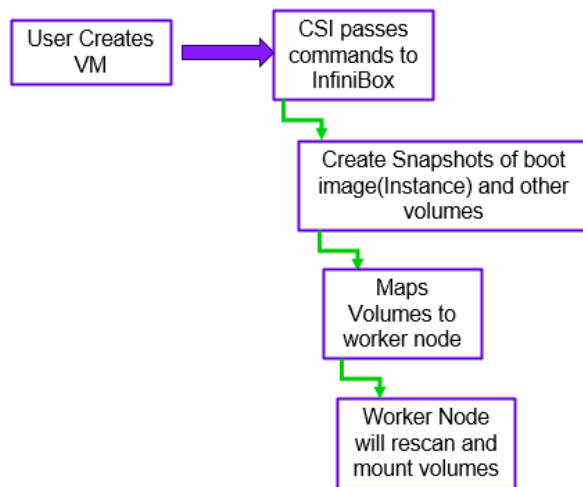 User Creates
VM
CSI passes
commands to
InfiniBox
Create Snapshots of boot
image(Instance) and other
volumes
Maps
Volumes to
worker node
Worker Node
will rescan and
mount volumes